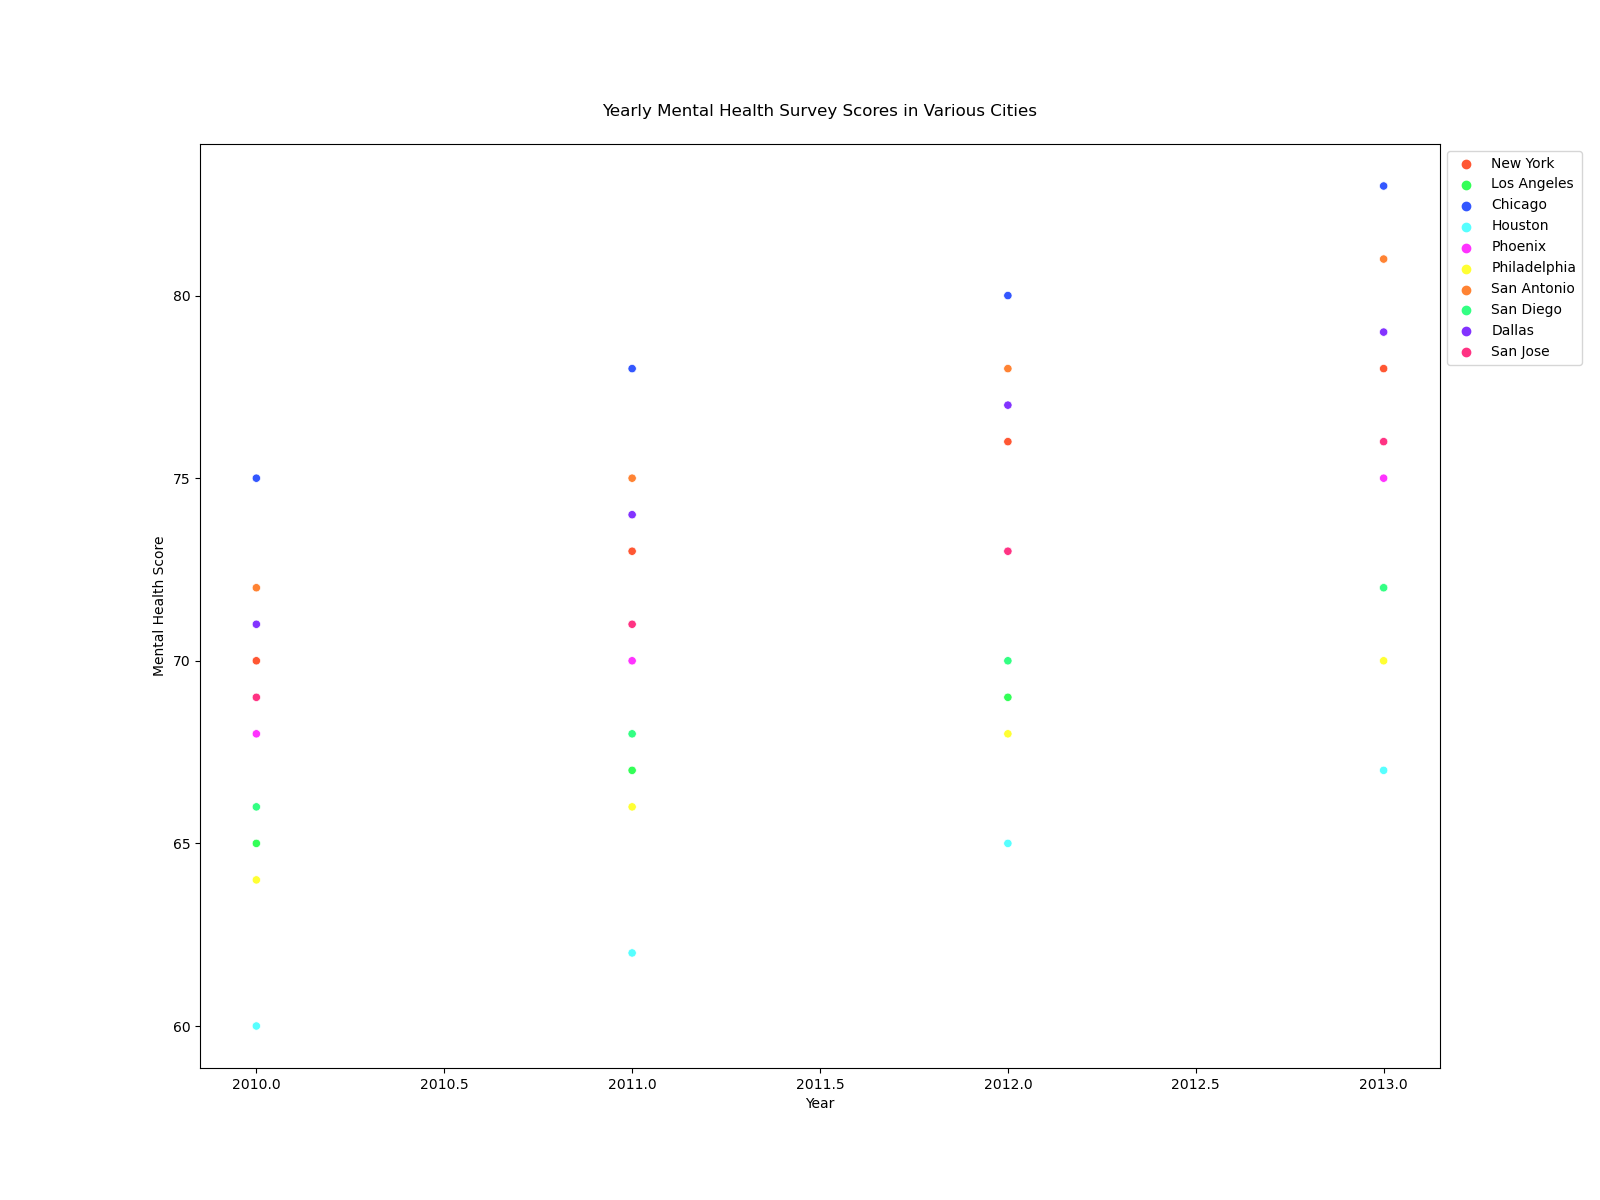 Yearly Mental Health Survey Scores in Various Cities
New York
Los Angeles
Chicago
Houston
Phoenix
Philadelphia
San Antonio
San Diego
Dallas
San Jose
80
75
70
65
60
Mental Health Score
2010.0 2010.5 2011.0 2011.5 2012.0 2012.5 2013.0
Year